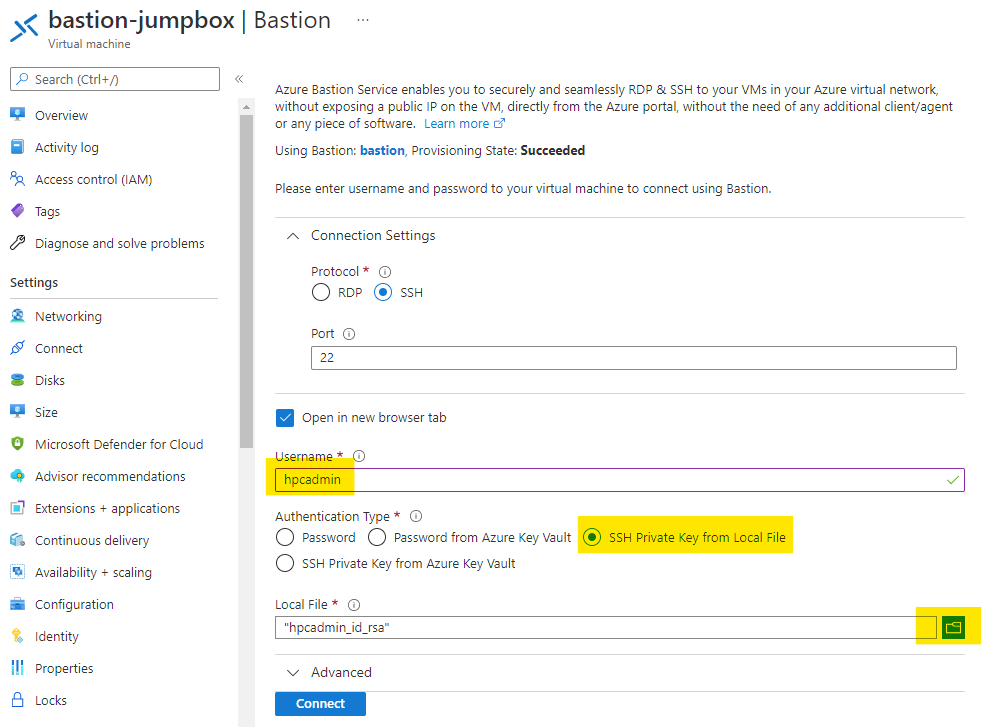 bastion-jumpbox | Bastion ...
Virtual machine
Search (Ctrl+/)
«
Overview
Activity log
Access control (IAM)
Tags
Diagnose and solve problems
Settings
Networking
Connect
Disks
Size
Microsoft Defender for Cloud
Advisor recommendations
Extensions + applications
Continuous delivery
Availability + scaling
Configuration
Identity
Properties
Locks
Azure Bastion Service enables you to securely and seamlessly RDP & SSH to your VMs in your Azure virtual network,
without exposing a public IP on the VM, directly from the Azure portal, without the need of any additional client/agent
or any piece of software. Learn more
Using Bastion: bastion, Provisioning State: Succeeded
Please enter username and password to your virtual machine to connect using Bastion.
Connection Settings
Protocol *
RDP SSH
Port
22
Open in new browser tab
Username *
hpcadmin
Authentication Type *
Password Password from Azure Key Vault SSH Private Key from Local File
SSH Private Key from Azure Key Vault
Local File *
"hpcadmin_id_rsa"
Advanced
Connect